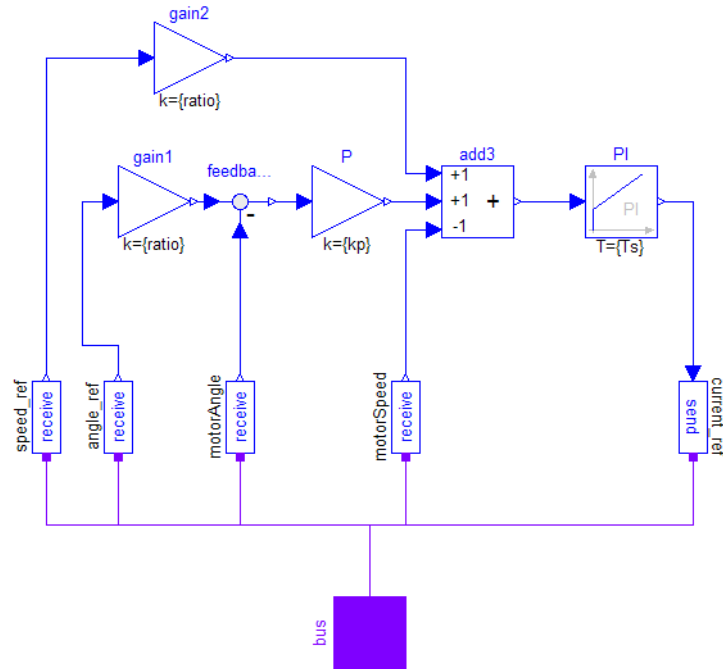 gain2
k={ratio}
gain1
k={ratio}
feedba...
-
P
k={kp}
add3
+1
+1
-1
+
PI
PI
T={Ts}
speed_ref
receive
angle_ref
receive
motorAngle
receive
motorSpeed
receive
send
current_ref
bus